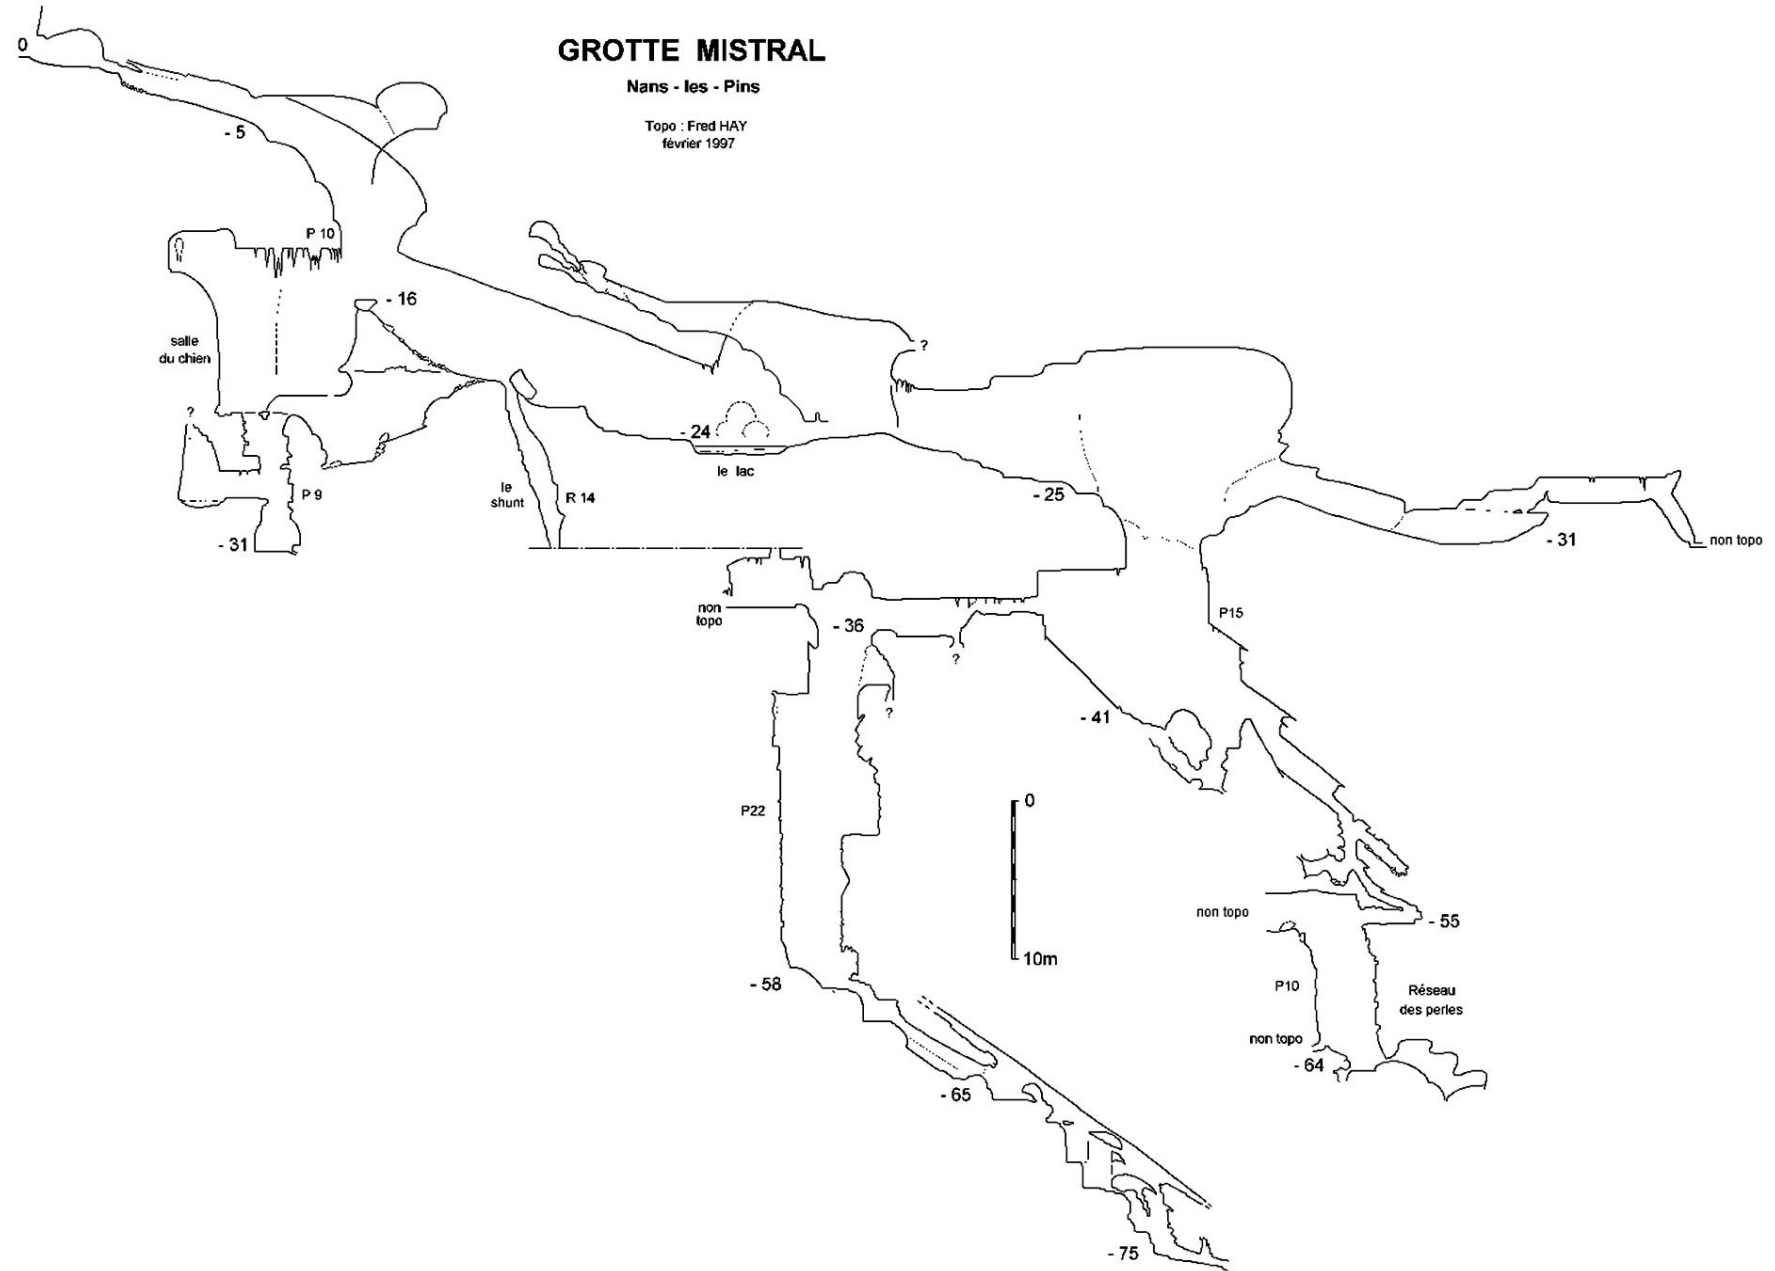 GROTTE MISTRAL
Nans - les - Pins
Topo : Fred HAY
février 1997
0
- 5
P 10
- 16
salle
du chien
?
P 9
- 31
le
shunt
R 14
- 24
le lac
?
- 25
- 31
non topo
non
topo
- 36
?
?
P15
- 41
P22
0
10m
- 58
- 65
- 75
non topo
- 55
P10
Réseau
des perles
non topo
- 64